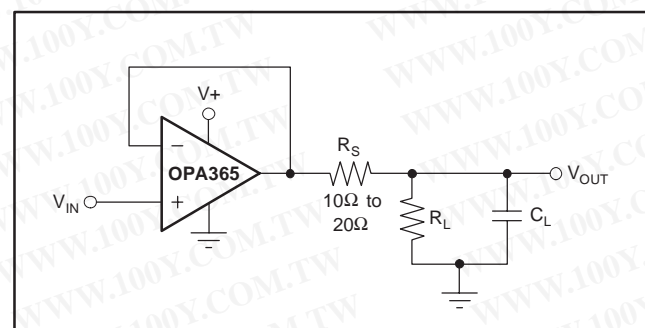 WWW.100Y.COM.TW
V+
−
OPA365
+
V_IN
R_S
10Ω to
20Ω
R_L
C_L
V_OUT